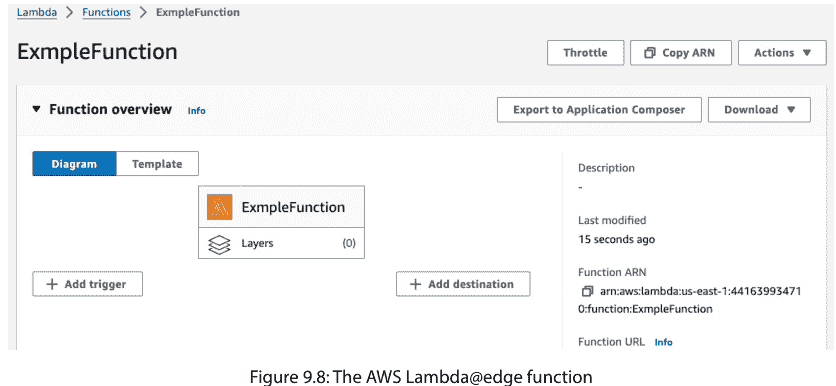 Lambda > Functions > ExmpleFunction
ExmpleFunction
Throttle
Copy ARN
Actions
Function overview Info
Export to Application Composer
Download
Diagram
Template
ExmpleFunction
Layers (0)
+ Add trigger
+ Add destination
Description
-
Last modified
15 seconds ago
Function ARN
arn:aws:lambda:us-east-1:44163993471
0:function:ExmpleFunction
Function URL Info
Figure 9.8: The AWS Lambda@edge function